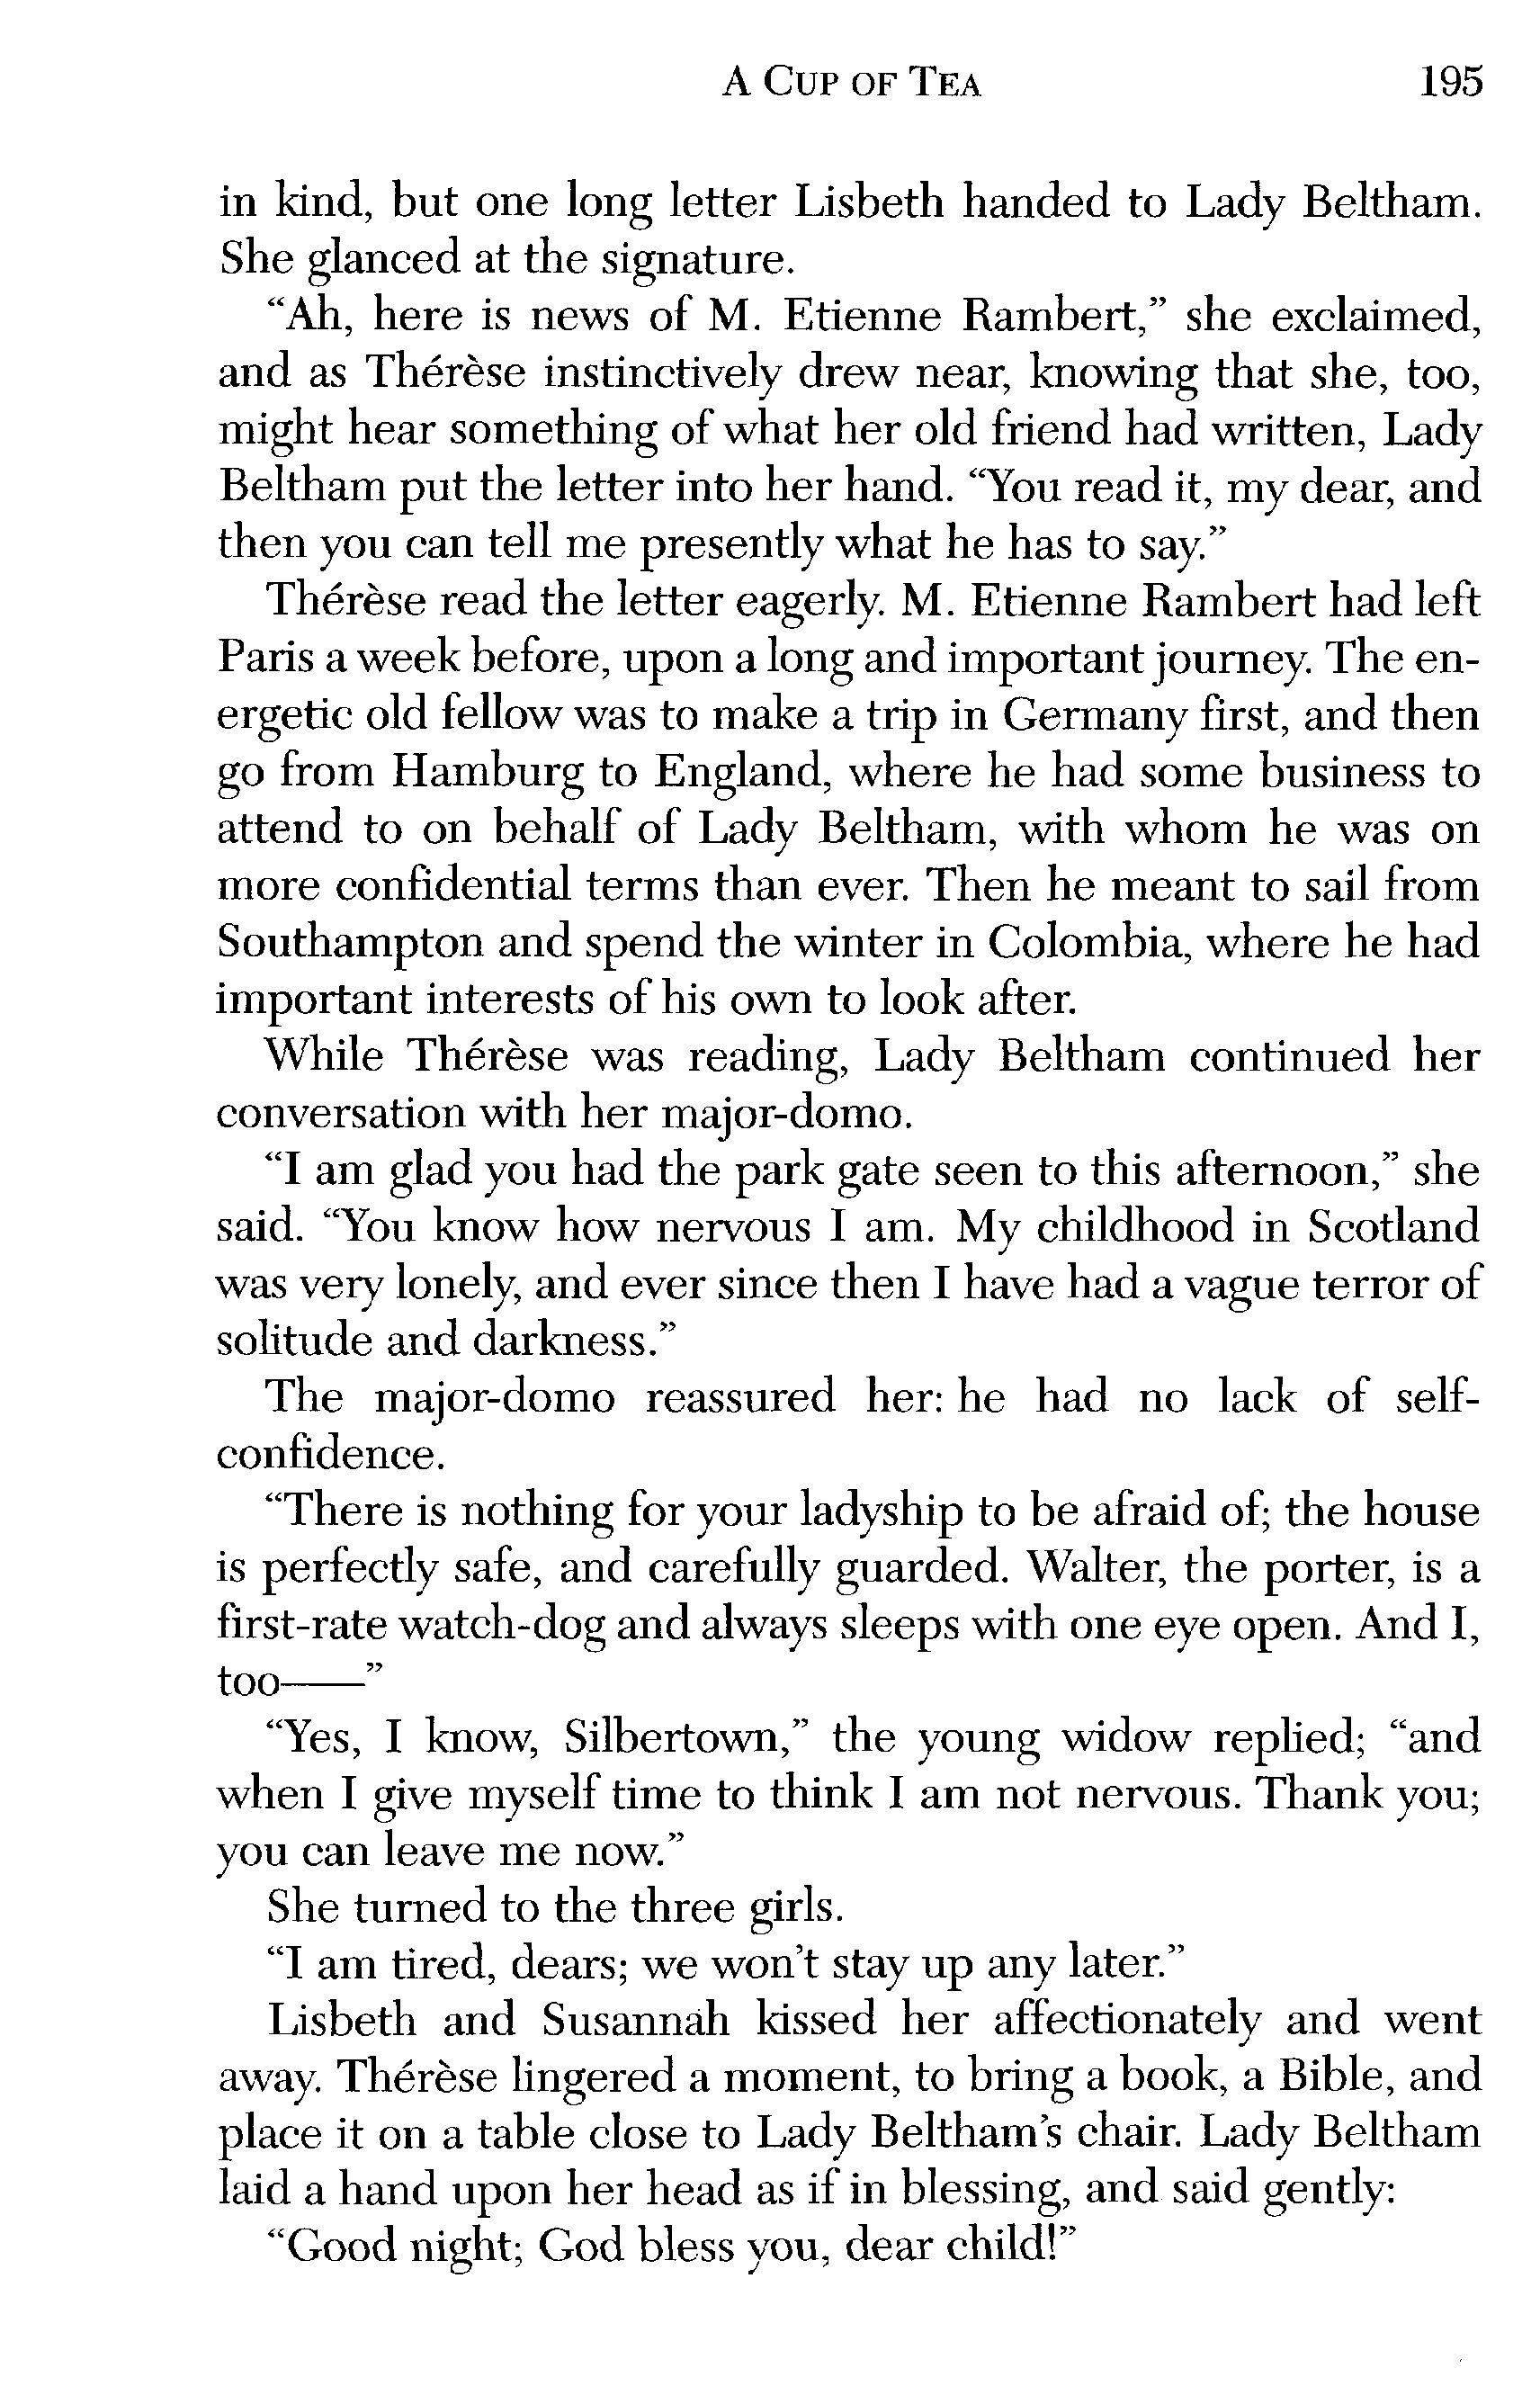 A CUP OF TEA 195
in kind, but one long letter Lisbeth handed to Lady Beltham.
She glanced at the signature.
“Ah, here is news of M. Etienne Rambert,” she exclaimed,
and as Thérèse instinctively drew near, knowing that she, too,
might hear something of what her old friend had written, Lady
Beltham put the letter into her hand. “You read it, my dear, and
then you can tell me presently what he has to say.”
Thérèse read the letter eagerly. M. Etienne Rambert had left
Paris a week before, upon a long and important journey. The en-
ergetic old fellow was to make a trip in Germany first, and then
go from Hamburg to England, where he had some business to
attend to on behalf of Lady Beltham, with whom he was on
more confidential terms than ever. Then he meant to sail from
Southampton and spend the winter in Colombia, where he had
important interests of his own to look after.
While Thérèse was reading, Lady Beltham continued her
conversation with her major-domo.
“I am glad you had the park gate seen to this afternoon,” she
said. “You know how nervous I am. My childhood in Scotland
was very lonely, and ever since then I have had a vague terror of
solitude and darkness.”
The major-domo reassured her: he had no lack of self-
confidence.
“There is nothing for your ladyship to be afraid of; the house
is perfectly safe, and carefully guarded. Walter, the porter, is a
first-rate watch-dog and always sleeps with one eye open. And I,
too——”
“Yes, I know, Silbertown,” the young widow replied; “and
when I give myself time to think I am not nervous. Thank you;
you can leave me now.”
She turned to the three girls.
“I am tired, dears; we won’t stay up any later.”
Lisbeth and Susannah kissed her affectionately and went
away. Thérèse lingered a moment, to bring a book, a Bible, and
place it on a table close to Lady Beltham’s chair. Lady Beltham
laid a hand upon her head as if in blessing, and said gently:
“Good night; God bless you, dear child!”